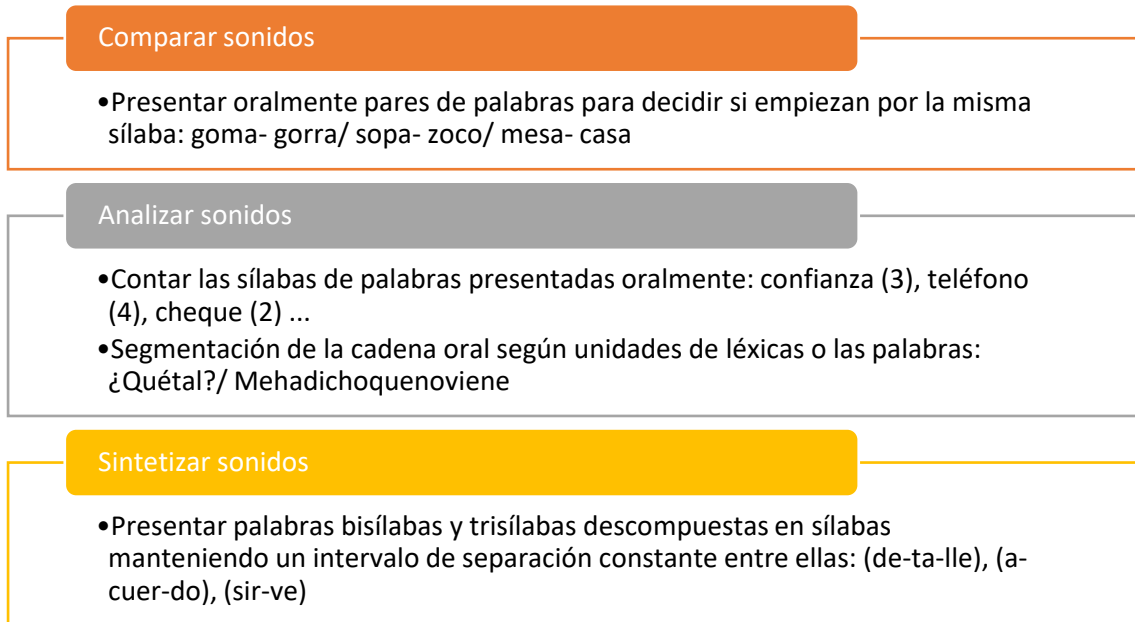 Comparar sonidos
•Presentar oralmente pares de palabras para decidir si empiezan por la misma
sílaba: goma- gorra/ sopa- zoco/ mesa- casa
Analizar sonidos
•Contar las sílabas de palabras presentadas oralmente: confianza (3), teléfono
(4), cheque (2) ...
•Segmentación de la cadena oral según unidades de léxicas o las palabras:
¿Quétal?/ Mehadichoquenoviene
Sintetizar sonidos
•Presentar palabras bisílabas y trisílabas descompuestas en sílabas
manteniendo un intervalo de separación constante entre ellas: (de-ta-lle), (a-
cuer-do), (sir-ve)